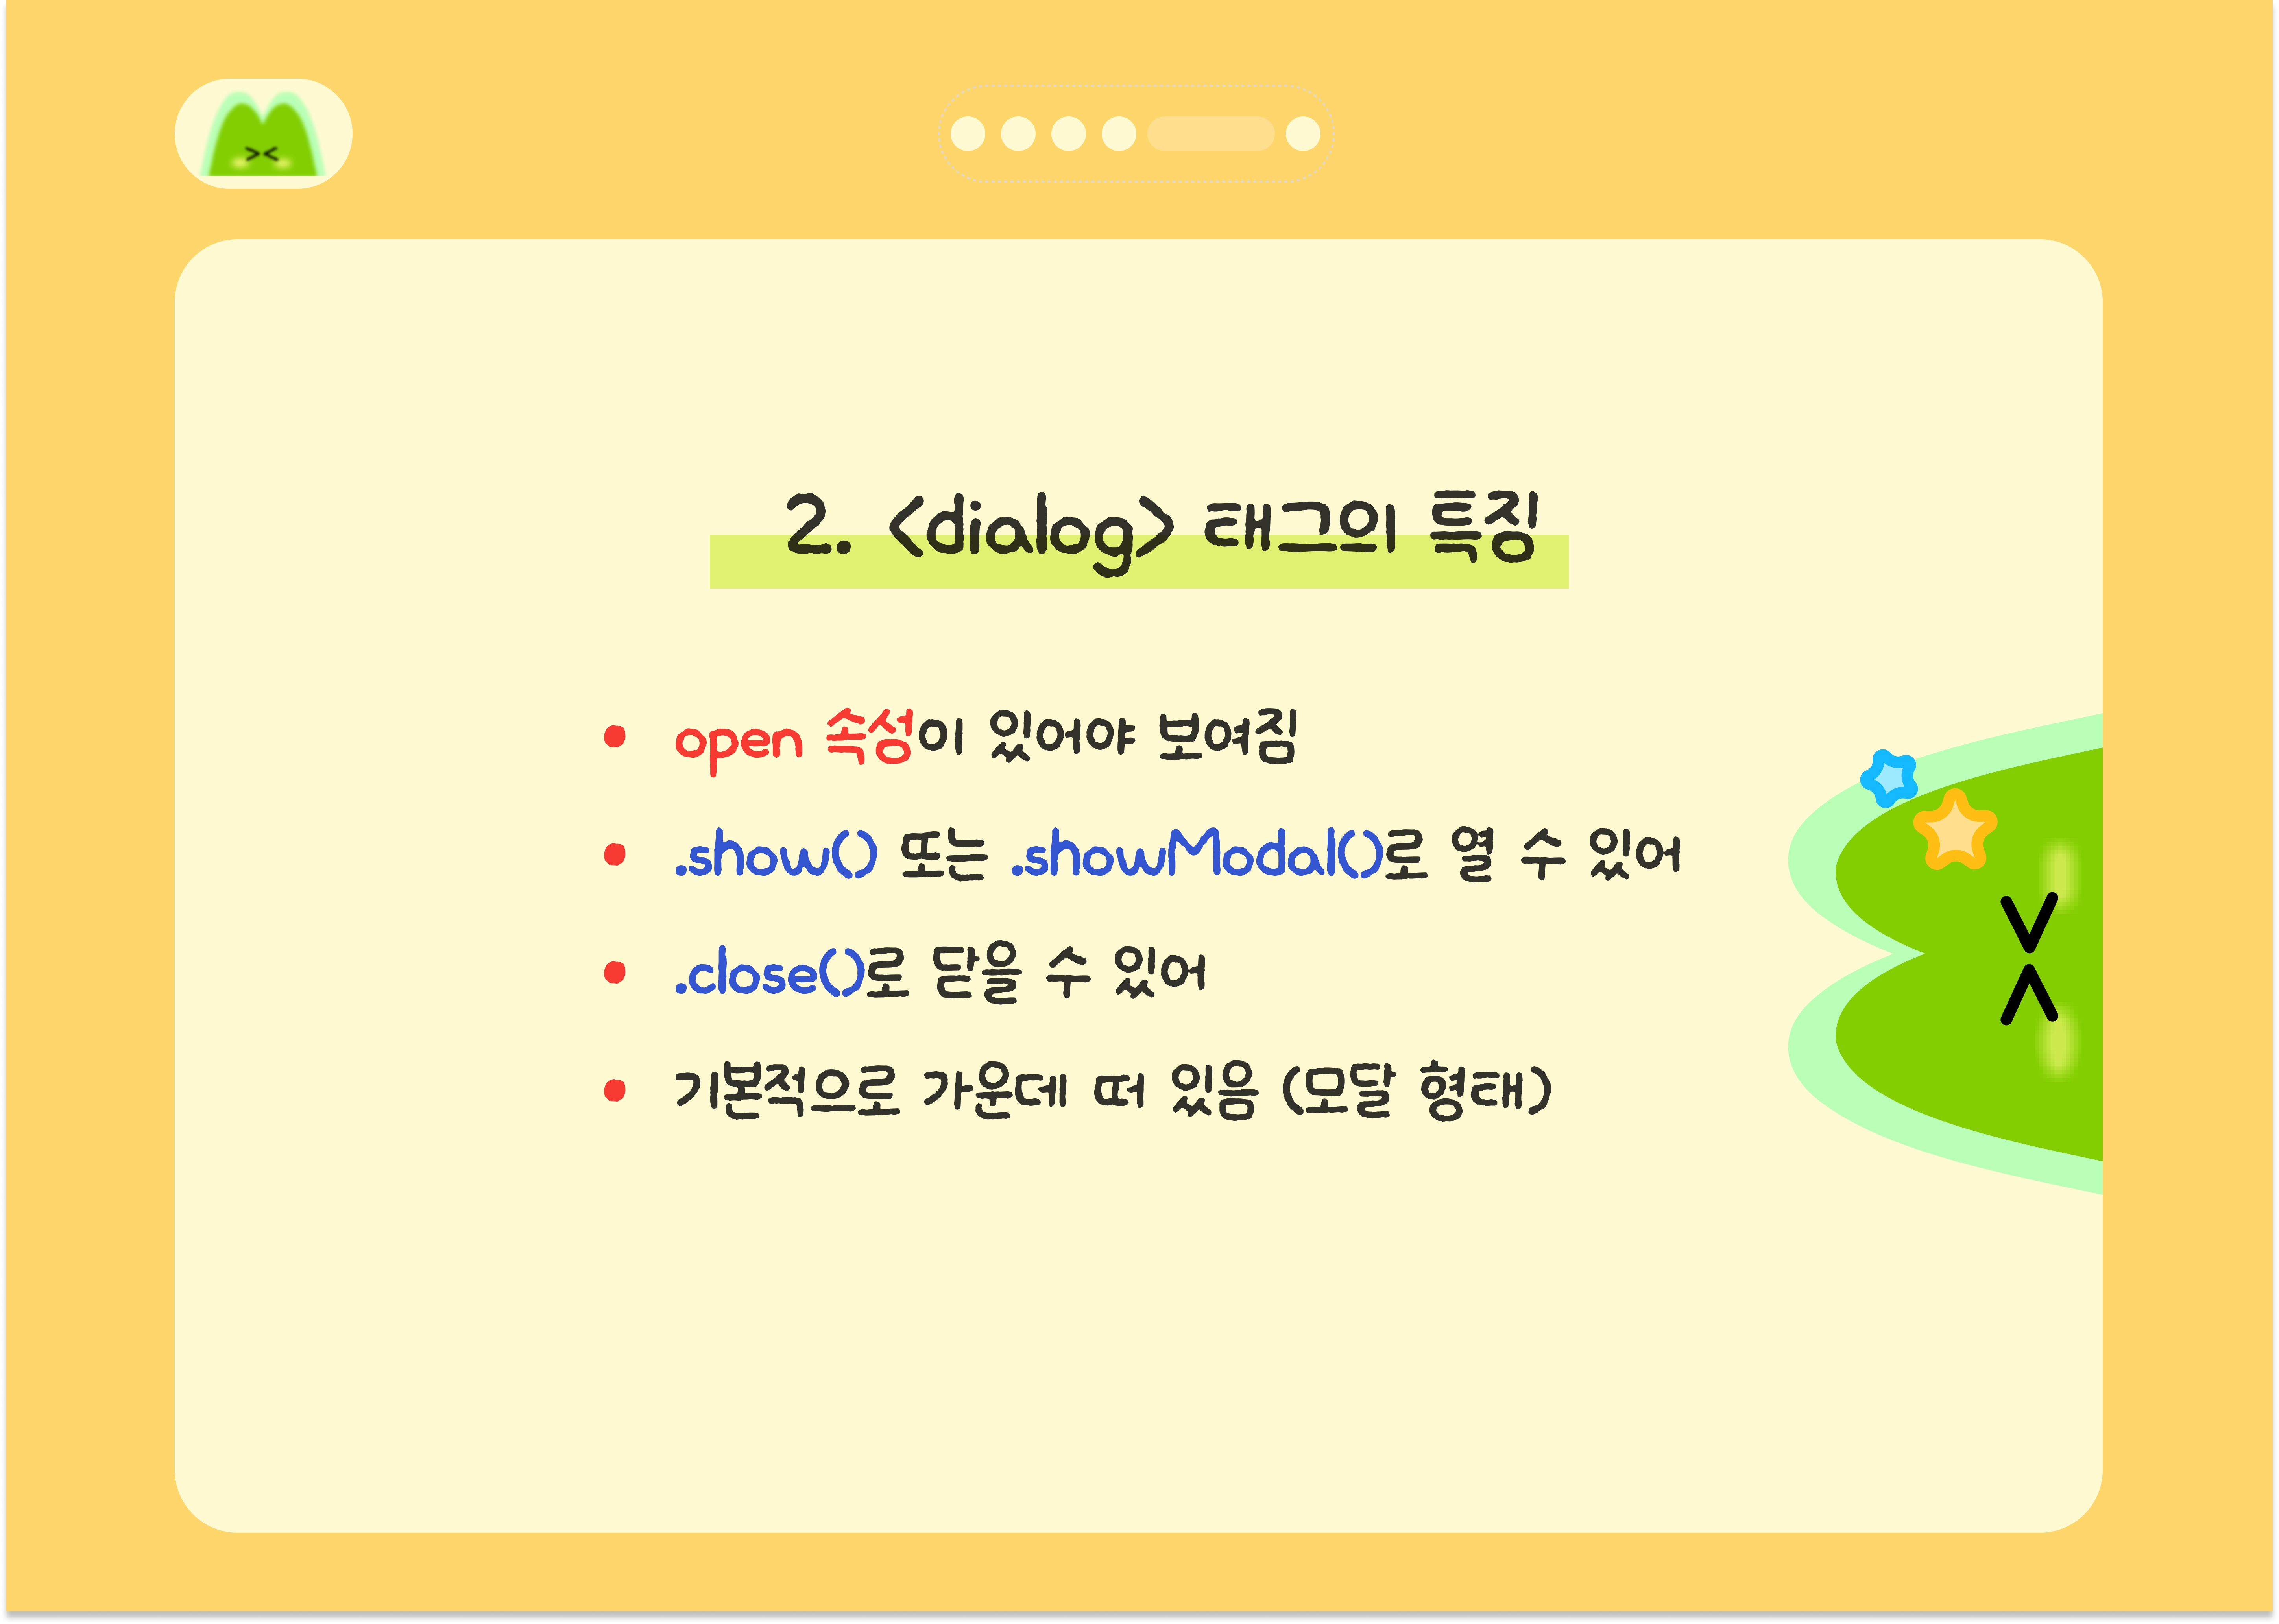 2. <dialog> 태그의 특징
• open 속성이 있어야 보여짐
• .show() 또는 .showModal()로 열 수 있어
• .close()로 닫을 수 있어
• 기본적으로 가운데 떠 있음 (모달 형태)